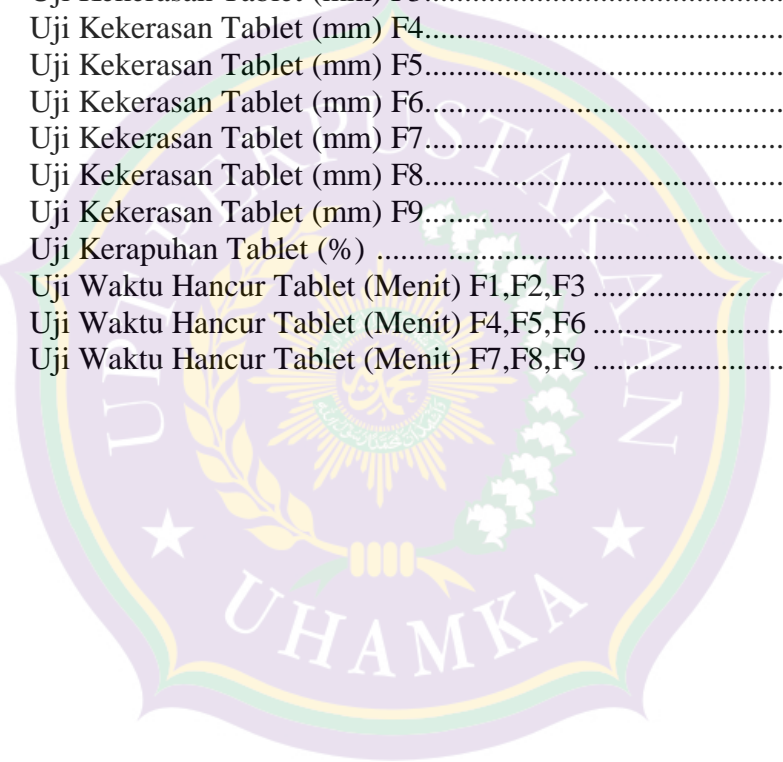 Uji Kekerasan Tablet (mm) F4..............................................
Uji Kekerasan Tablet (mm) F5..............................................
Uji Kekerasan Tablet (mm) F6..............................................
Uji Kekerasan Tablet (mm) F7..............................................
Uji Kekerasan Tablet (mm) F8..............................................
Uji Kekerasan Tablet (mm) F9..............................................
Uji Kerapuhan Tablet (%) ....................................................
Uji Waktu Hancur Tablet (Menit) F1,F2,F3 ........................
Uji Waktu Hancur Tablet (Menit) F4,F5,F6 ........................
Uji Waktu Hancur Tablet (Menit) F7,F8,F9 ........................
UPT PERPUSTAKAAN
UHAMKA